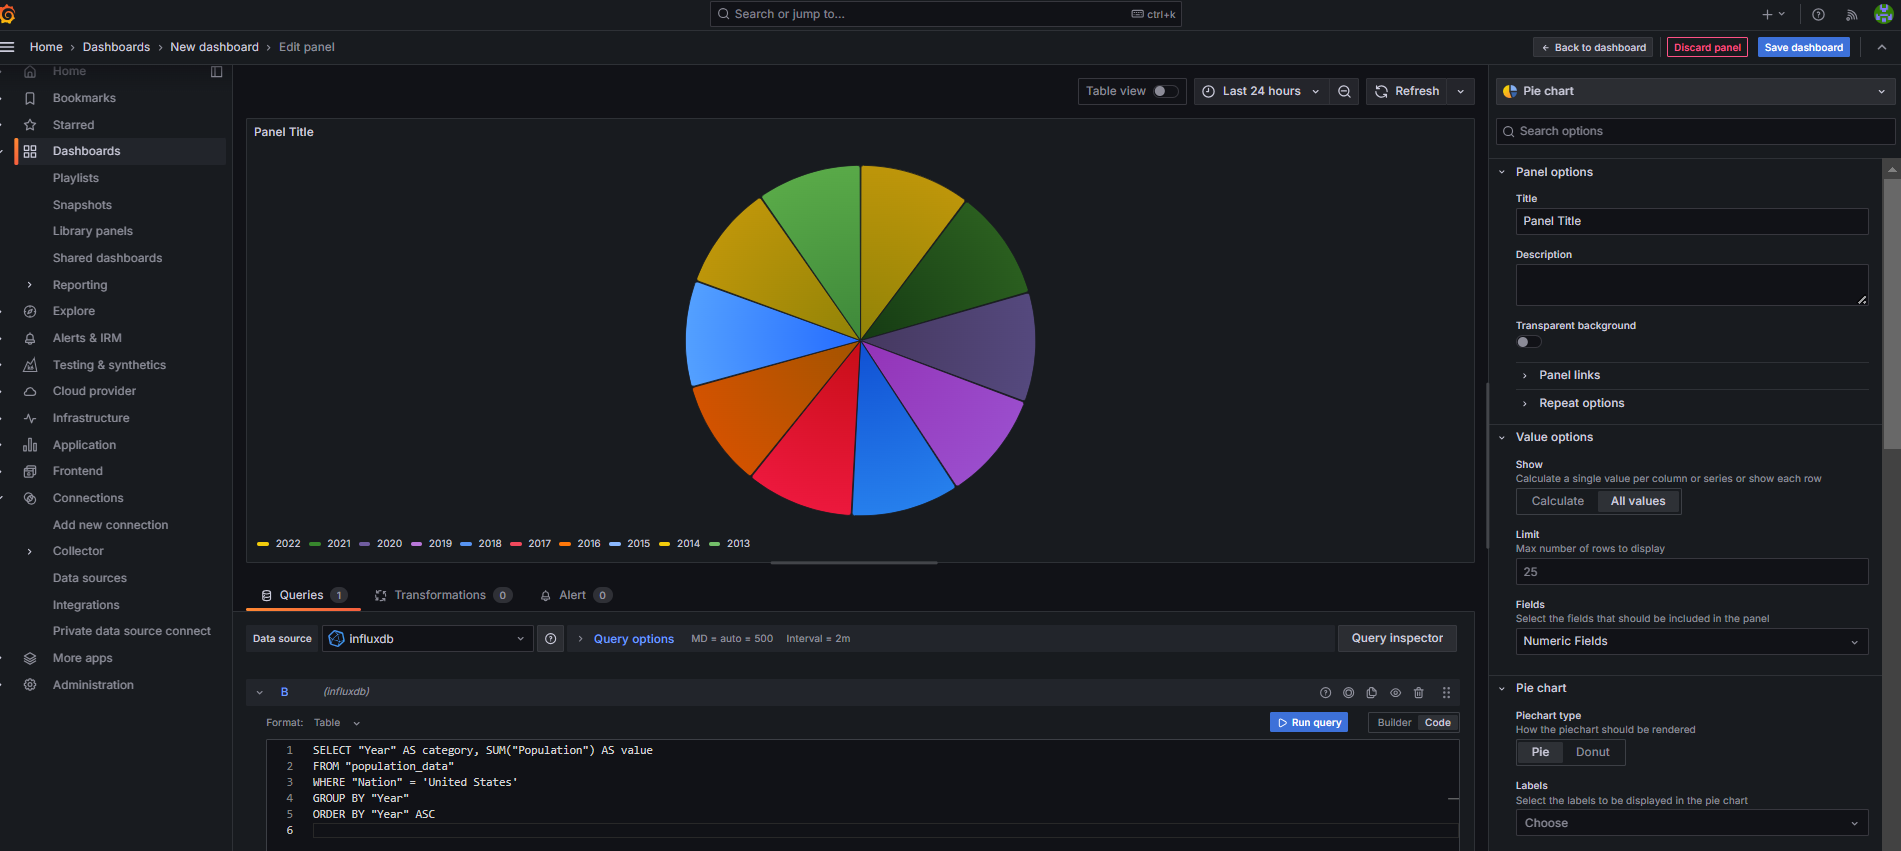 Search or jump to...
ctrl+k
Home › Dashboards › New dashboard › Edit panel
Back to dashboard
Discard panel
Save dashboard
Home
Bookmarks
Starred
Dashboards
Playlists
Snapshots
Library panels
Shared dashboards
Reporting
Explore
Alerts & IRM
Testing & synthetics
Cloud provider
Infrastructure
Application
Frontend
Connections
Add new connection
Collector
Data sources
Integrations
Private data source connect
More apps
Administration
Table view
Last 24 hours
Refresh
Panel Title
2022 2021 2020 2019 2018 2017 2016 2015 2014 2013
Queries 1
Transformations 0
Alert 0
Data source
influxdb
Query options
MD = auto = 500
Interval = 2m
Query inspector
B
(influxdb)
Format: Table
Run query
Builder
Code
1 SELECT "Year" AS category, SUM("Population") AS value
2 FROM "population_data"
3 WHERE "Nation" = 'United States'
4 GROUP BY "Year"
5 ORDER BY "Year" ASC
6
Pie chart
Search options
Panel options
Title
Panel Title
Description
Transparent background
Panel links
Repeat options
Value options
Show
Calculate a single value per column or series or show each row
Calculate
All values
Limit
Max number of rows to display
25
Fields
Select the fields that should be included in the panel
Numeric Fields
Pie chart
Piechart type
How the piechart should be rendered
Pie
Donut
Labels
Select the labels to be displayed in the pie chart
Choose